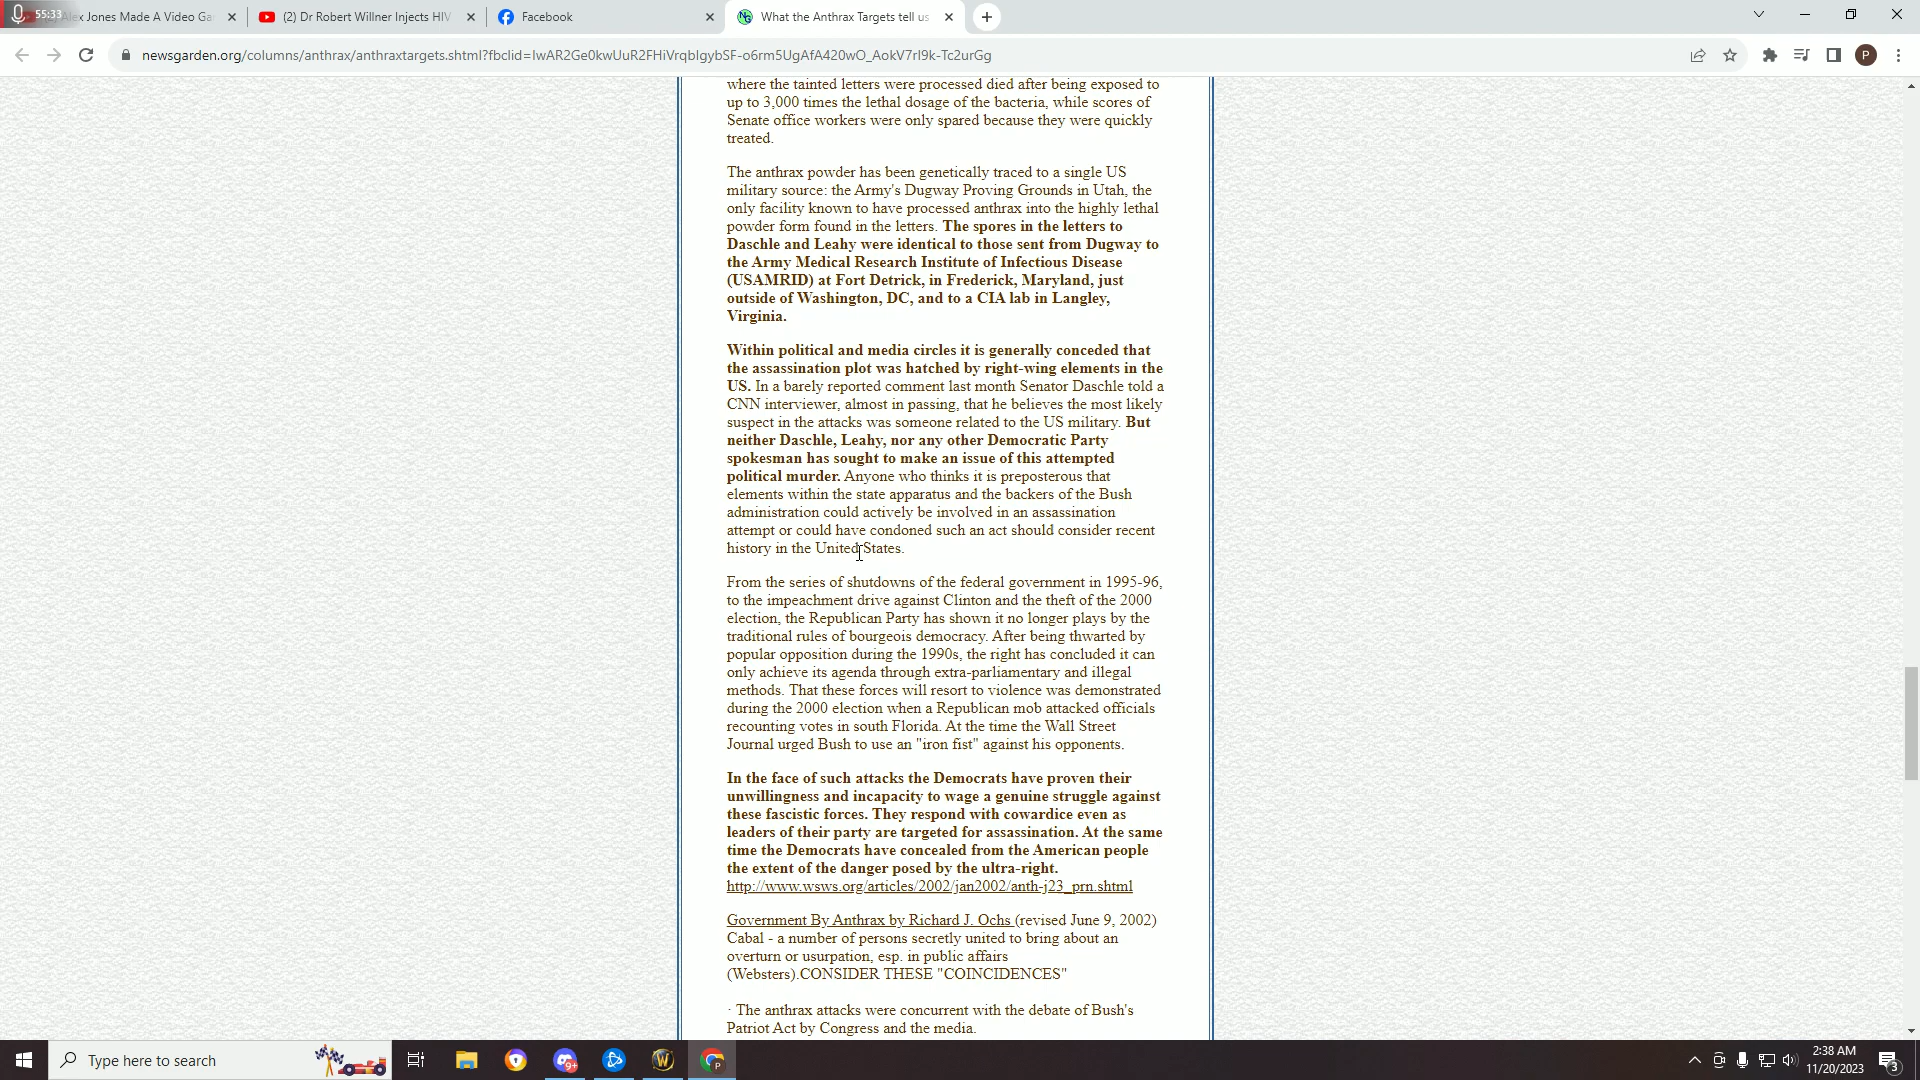 55:33
lex Jones Made A Video Ga
(2) Dr Robert Willner Injects HIV
Facebook
What the Anthrax Targets tell us
newsgarden.org/columns/anthrax/anthraxtargets.shtml?fbclid=IwAR2Ge0kwUuR2FHiVrqbIgybSF-o6rm5UgAfA420wO_AokV7rI9k-Tc2urGg
P
where the tainted letters were processed died after being exposed to
up to 3,000 times the lethal dosage of the bacteria, while scores of
Senate office workers were only spared because they were quickly
treated.
The anthrax powder has been genetically traced to a single US
military source: the Army's Dugway Proving Grounds in Utah, the
only facility known to have processed anthrax into the highly lethal
powder form found in the letters. The spores in the letters to
Daschle and Leahy were identical to those sent from Dugway to
the Army Medical Research Institute of Infectious Disease
(USAMRID) at Fort Detrick, in Frederick, Maryland, just
outside of Washington, DC, and to a CIA lab in Langley,
Virginia.
Within political and media circles it is generally conceded that
the assassination plot was hatched by right-wing elements in the
US. In a barely reported comment last month Senator Daschle told a
CNN interviewer, almost in passing, that he believes the most likely
suspect in the attacks was someone related to the US military. But
neither Daschle, Leahy, nor any other Democratic Party
spokesman has sought to make an issue of this attempted
political murder. Anyone who thinks it is preposterous that
elements within the state apparatus and the backers of the Bush
administration could actively be involved in an assassination
attempt or could have condoned such an act should consider recent
history in the United States.
From the series of shutdowns of the federal government in 1995-96,
to the impeachment drive against Clinton and the theft of the 2000
election, the Republican Party has shown it no longer plays by the
traditional rules of bourgeois democracy. After being thwarted by
popular opposition during the 1990s, the right has concluded it can
only achieve its agenda through extra-parliamentary and illegal
methods. That these forces will resort to violence was demonstrated
during the 2000 election when a Republican mob attacked officials
recounting votes in south Florida. At the time the Wall Street
Journal urged Bush to use an "iron fist" against his opponents.
In the face of such attacks the Democrats have proven their
unwillingness and incapacity to wage a genuine struggle against
these fascistic forces. They respond with cowardice even as
leaders of their party are targeted for assassination. At the same
time the Democrats have concealed from the American people
the extent of the danger posed by the ultra-right.
http://www.wsws.org/articles/2002/jan2002/anth-j23_prn.shtml
Government By Anthrax by Richard J. Ochs (revised June 9, 2002)
Cabal - a number of persons secretly united to bring about an
overturn or usurpation, esp. in public affairs
(Websters).CONSIDER THESE "COINCIDENCES"
· The anthrax attacks were concurrent with the debate of Bush's
Patriot Act by Congress and the media.
Type here to search
9+
W
P
2:38 AM
11/20/2023
3